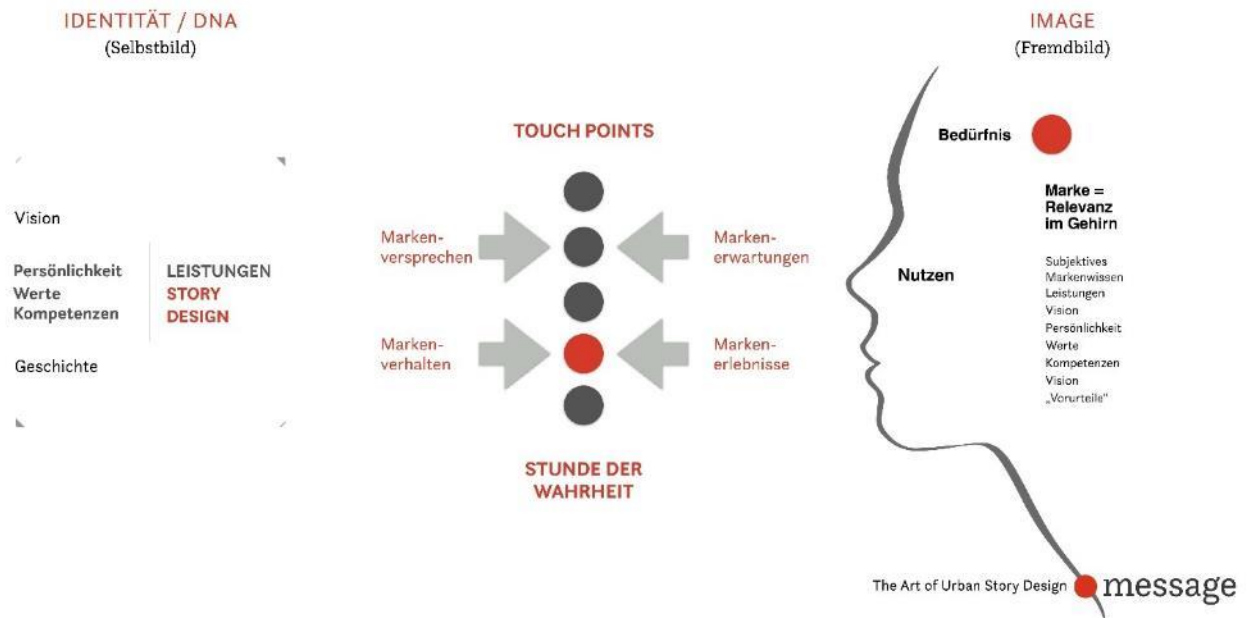 IDENTITÄT / DNA
(Selbstbild)
Vision
Persönlichkeit
Werte
Kompetenzen
LEISTUNGEN
STORY
DESIGN
Geschichte
TOUCH POINTS
Marken-
versprechen
Marken-
erwartungen
Marken-
verhalten
Marken-
erlebnisse
STUNDE DER
WAHRHEIT
IMAGE
(Fremdbild)
Bedürfnis
Nutzen
Marke =
Relevanz
im Gehirn
Subjektives
Markenwissen
Leistungen
Vision
Persönlichkeit
Werte
Kompetenzen
Vision
„Vorurteile“
The Art of Urban Story Design
message